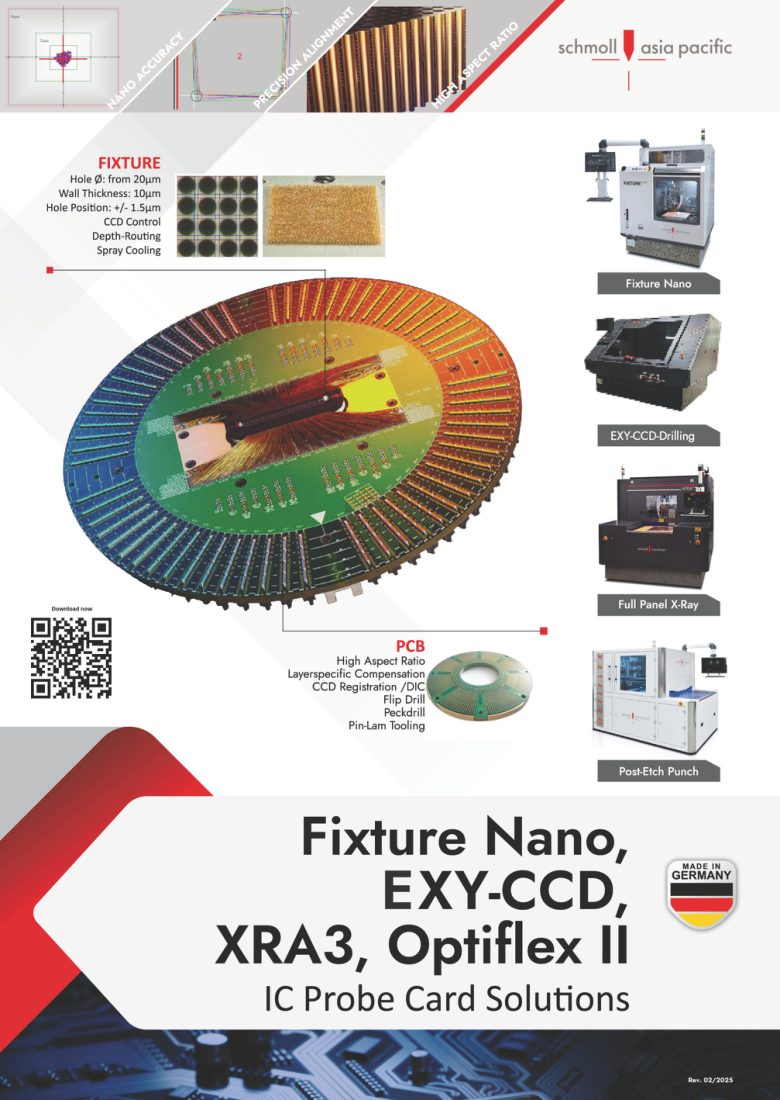 NANO ACCURACY
PRECISION ALIGNMENT
HIGH ASPECT RATIO
2
schmoll asia pacific
FIXTURE
Hole Ø: from 20µm
Wall Thickness: 10µm
Hole Position: +/- 1.5µm
CCD Control
Depth-Routing
Spray Cooling
Fixture Nano
EXY-CCD-Drilling
Full Panel X-Ray
Post-Etch Punch
Download now
PCB
High Aspect Ratio
Layerspecific Compensation
CCD Registration /DIC
Flip Drill
Peckdrill
Pin-Lam Tooling
Fixture Nano,
EXY-CCD,
XRA3, Optiflex II
IC Probe Card Solutions
MADE IN
GERMANY
Rev. 02/2025